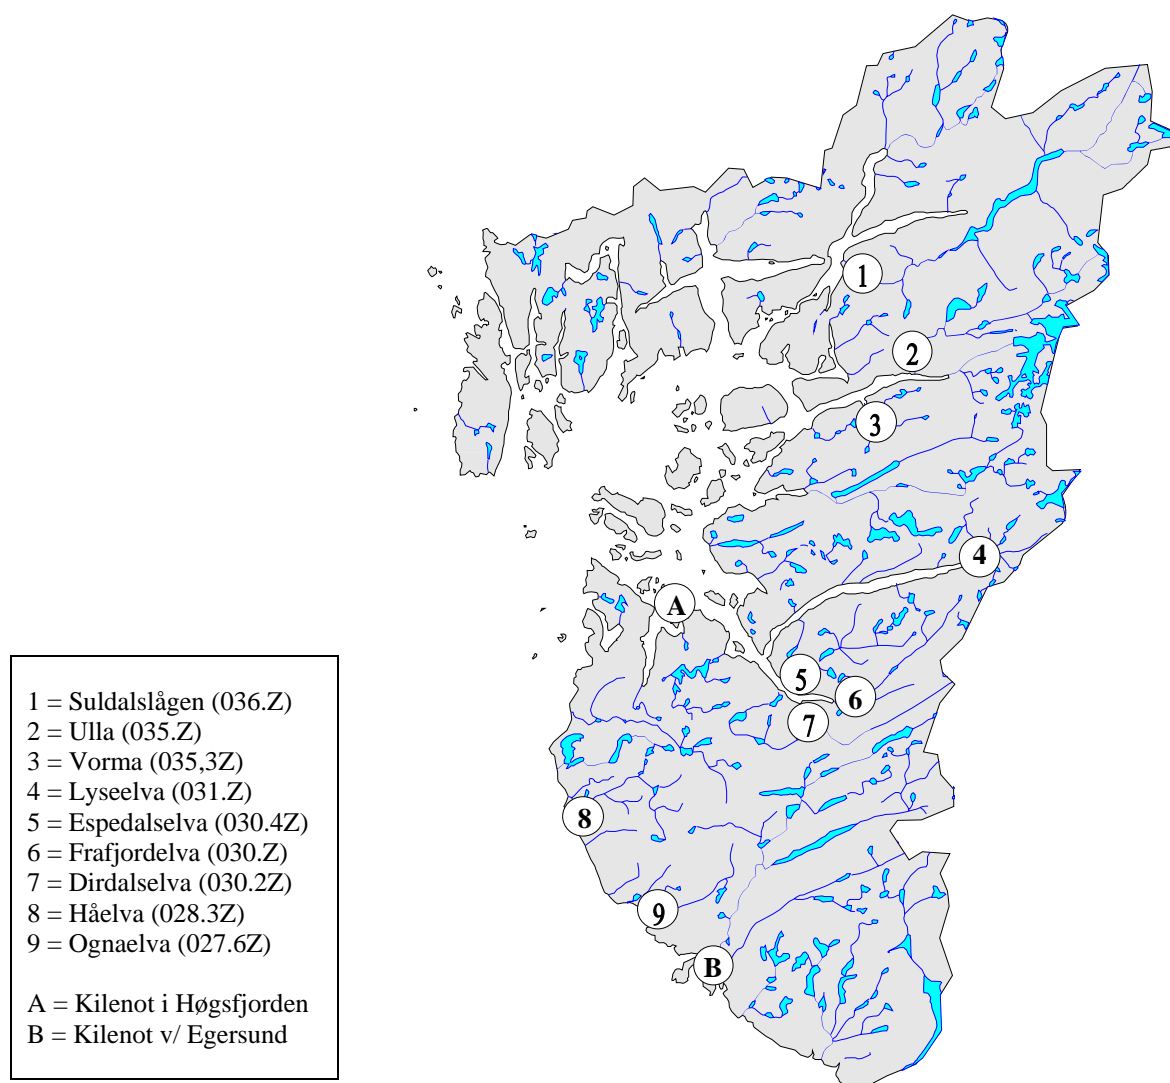 1
2
3
4
A
5
6
7
8
9
B
1 = Suldalslågen (036.Z)
2 = Ulla (035.Z)
3 = Vorma (035,3Z)
4 = Lyseelva (031.Z)
5 = Espedalselva (030.4Z)
6 = Frafjordelva (030.Z)
7 = Dirdalselva (030.2Z)
8 = Håelva (028.3Z)
9 = Ognaelva (027.6Z)
A = Kilenot i Høgsfjorden
B = Kilenot v/ Egersund